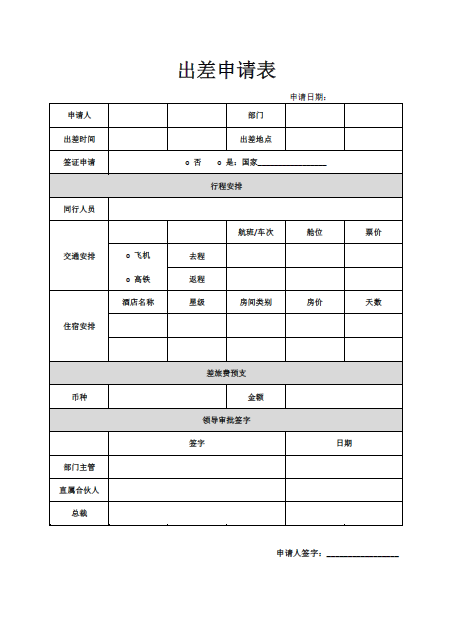 出差申请表
申请日期:
申请人 部门
出差时间 出差地点
签证申请 o 否 o 是: 国家________________
行程安排
同行人员
航班/车次 舱位 票价
交通安排 o 飞机 去程
o 高铁 返程
酒店名称 星级 房间类别 房价 天数
住宿安排
差旅费预支
币种 金额
领导审批签字
签字 日期
部门主管
直属合伙人
总裁
申请人签字: ________________